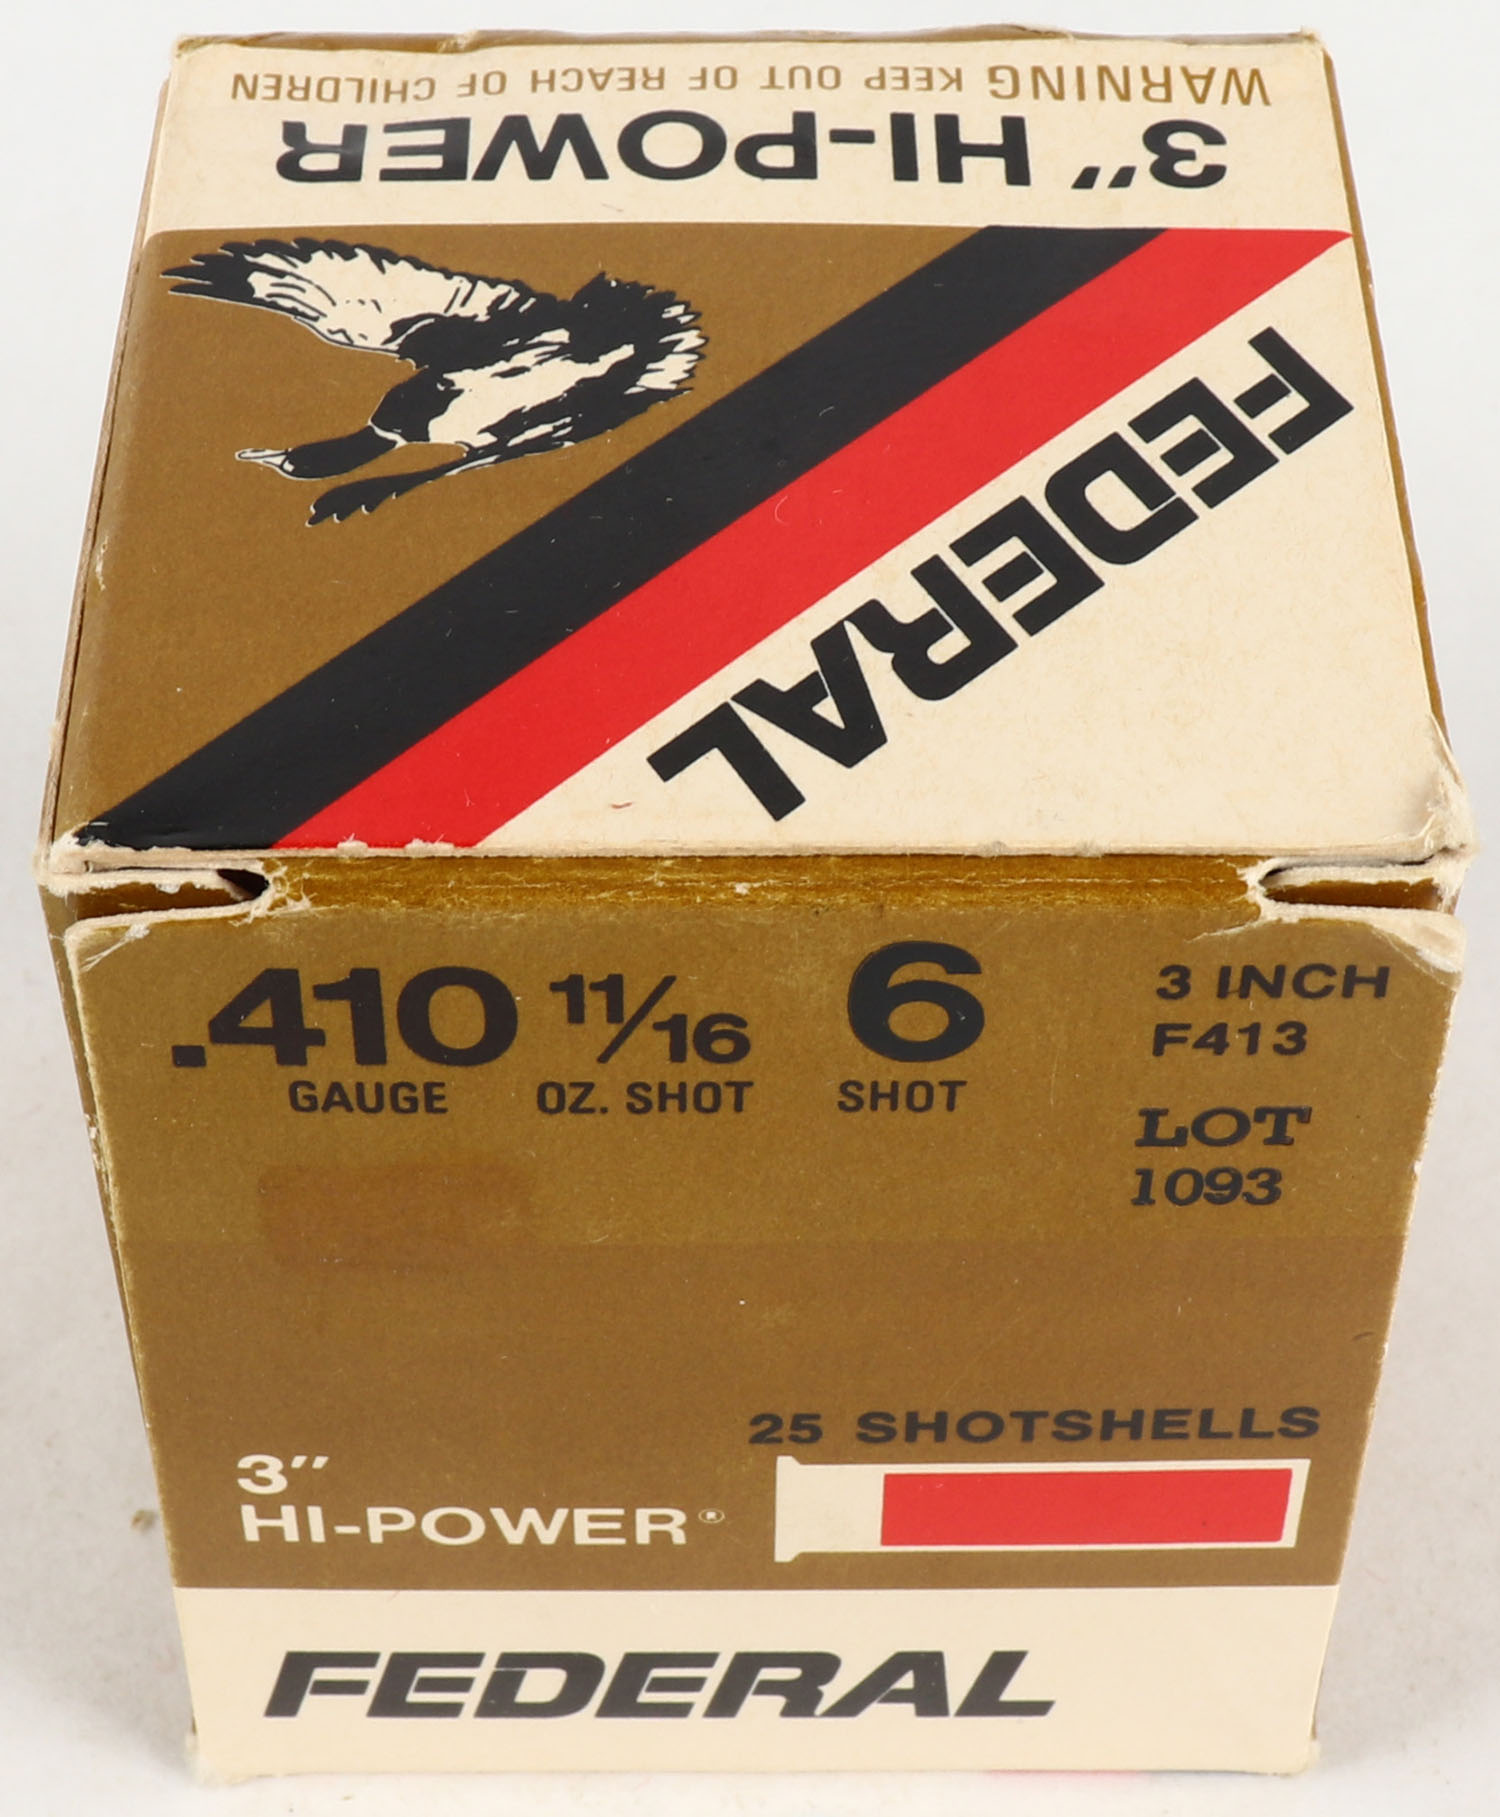 WARNING KEEP OUT OF REACH OF CHILDREN
3" HI-POWER
FEDERAL
.410 11/16 6
GAUGE OZ. SHOT SHOT
3 INCH
F413
LOT
1093
25 SHOTSHELLS
3"
HI-POWER®
FEDERAL